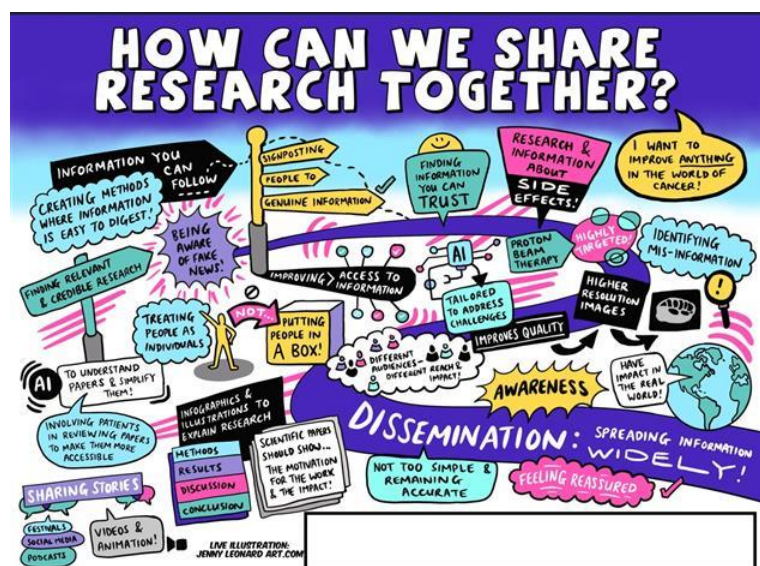 HOW CAN WE SHARE
RESEARCH TOGETHER?
INFORMATION YOU
CAN
FOLLOW
SIGNPOSTING
PEOPLE TO
GENUINE INFORMATION
FINDING
INFORMATION
YOU CAN
TRUST
RESEARCH &
INFORMATION
ABOUT
SIDE
EFFECTS!
I WANT TO
IMPROVE ANYTHING
IN THE WORLD OF
CANCER!
CREATING METHODS
WHERE INFORMATION
IS EASY TO DIGEST!
BEING
AWARE
OF FAKE
NEWS!
FINDING RELEVANT
& CREDIBLE RESEARCH
IMPROVING > ACCESS TO
INFORMATION
AI
TAILORED
TO ADDRESS
CHALLENGES
PROTON
BEAM
THERAPY
HIGHLY
TARGETED!
IDENTIFYING
MIS-INFORMATION
HIGHER
RESOLUTION
IMAGES
!
TREATING
PEOPLE AS
INDIVIDUALS
NOT...
PUTTING
PEOPLE IN
A BOX!
IMPROVES QUALITY
DIFFERENT
AUDIENCES-
DIFFERENT REACH &
IMPACT!
AWARENESS
HAVE
IMPACT IN
THE REAL
WORLD!
AI
TO UNDERSTAND
PAPERS & SIMPLIFY
THEM!
INVOLVING PATIENTS
IN REVIEWING PAPERS
TO MAKE THEM MORE
ACCESSIBLE
INFOGRAPHICS &
ILLUSTRATIONS TO
EXPLAIN RESEARCH
METHODS
RESULTS
DISCUSSION
CONCLUSION
SCIENTIFIC PAPERS
SHOULD SHOW...
THE MOTIVATION
FOR THE WORK
& THE IMPACT!
DISSEMINATION: SPREADING INFORMATION
WIDELY!
NOT TOO SIMPLE &
REMAINING
ACCURATE
FEELING REASSURED
SHARING STORIES
FESTIVALS
SOCIAL MEDIA
PODCASTS
VIDEOS &
ANIMATION!
LIVE ILLUSTRATION:
JENNY LEONARD ART.COM